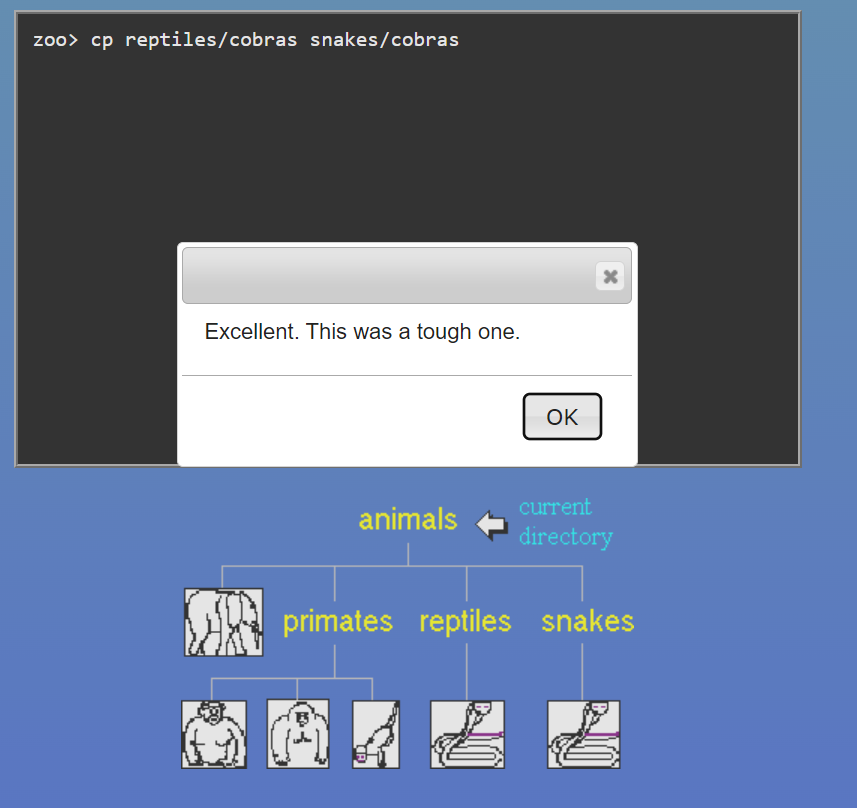 zoo> cp reptiles/cobras snakes/cobras
Excellent. This was a tough one.
OK
animals
current
directory
primates reptiles snakes